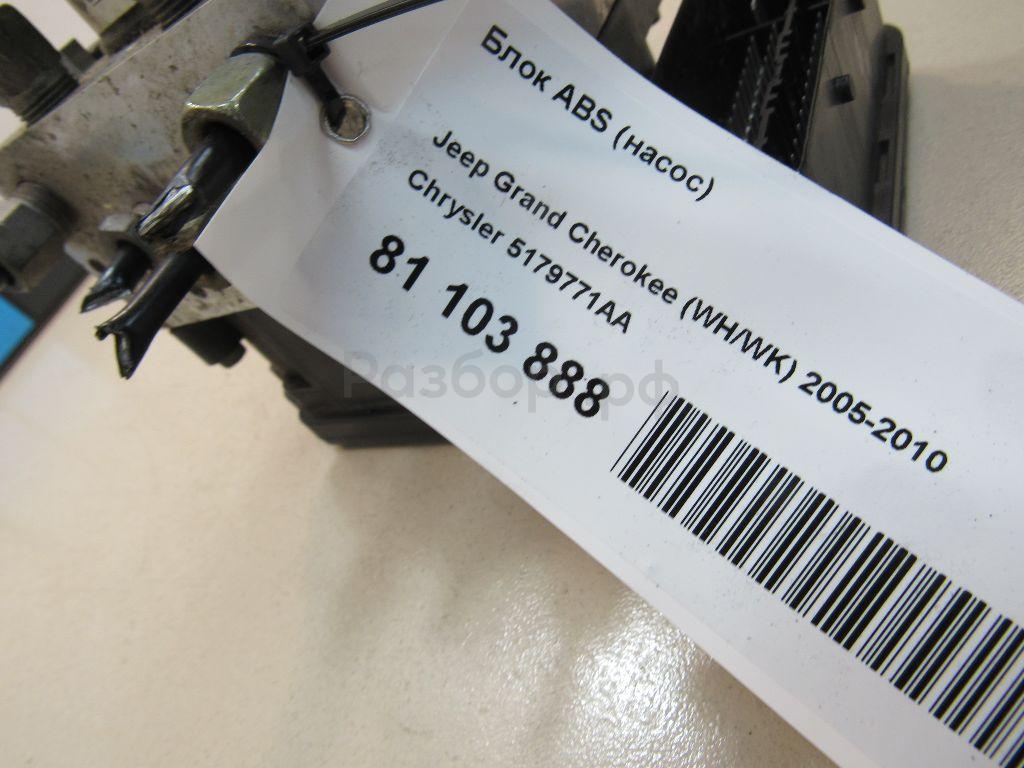 Блок ABS (насос)
Jeep Grand Cherokee (WH/WK) 2005-2010
Chrysler 5179771AA
81 103 888
Разбор.рф